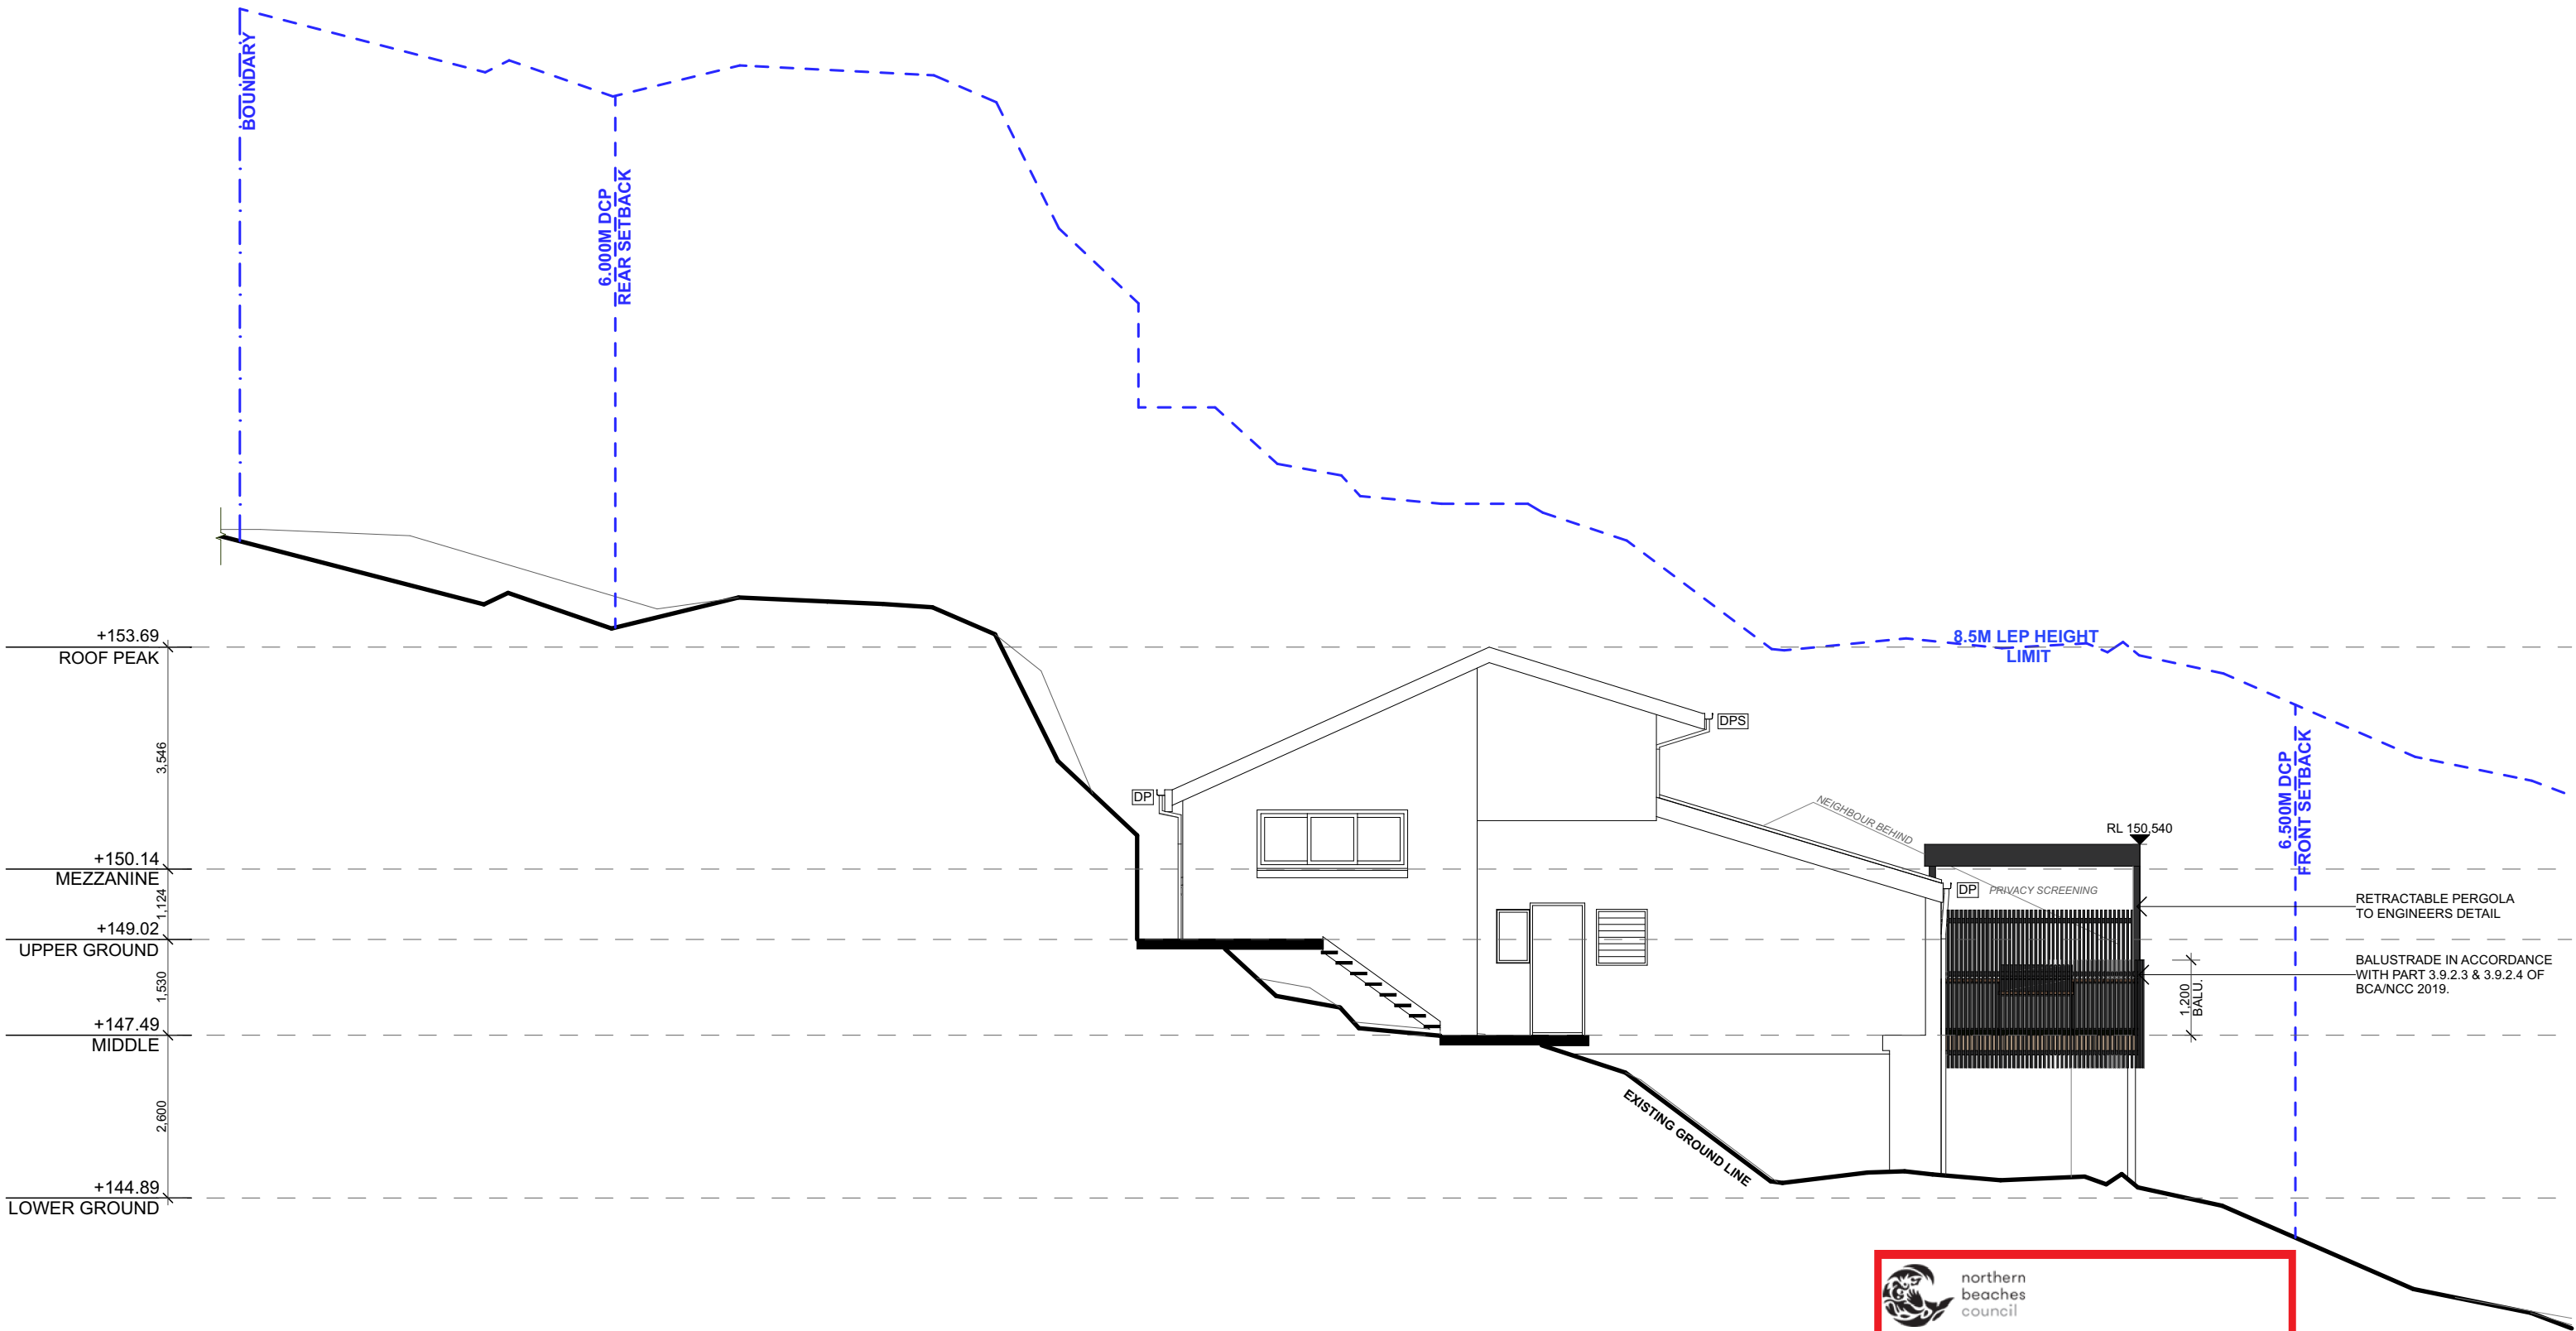 BOUNDARY
6.000M DCP
REAR SETBACK
8.5M LEP HEIGHT
LIMIT
6.500M DCP
FRONT SETBACK
+153.69
ROOF PEAK
3,546
+150.14
MEZZANINE
1,124
+149.02
UPPER GROUND
1,530
+147.49
MIDDLE
2,600
+144.89
LOWER GROUND
DP
DPS
NEIGHBOUR BEHIND
RL 150,540
DP
PRIVACY SCREENING
RETRACTABLE PERGOLA
TO ENGINEERS DETAIL
BALUSTRADE IN ACCORDANCE
WITH PART 3.9.2.3 & 3.9.2.4 OF
BCA/NCC 2019.
1,200
BALU.
EXISTING GROUND LINE
northern
beaches
council